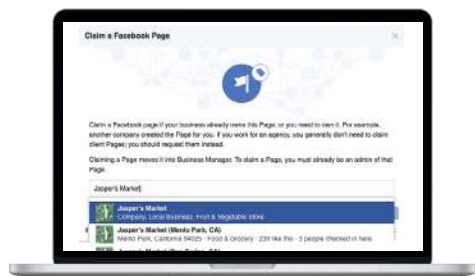 Claim a Facebook Page
Claim a Facebook page if your business already owns this Page, or you need to own it. For example,
another company created the Page for you. If you work for an agency, you generally don't need to claim
client Pages; you should request them instead.
Claiming a Page moves it into Business Manager. To claim a Page, you must already be an admin of that
Page.
Jasper's Market
Jasper's Market
Company, Local Business, Fruit & Vegetable Store
Jasper's Market (Menlo Park, CA)
Menlo Park, California 94025 · Food & Grocery · 239 like this · 3 people checked in here